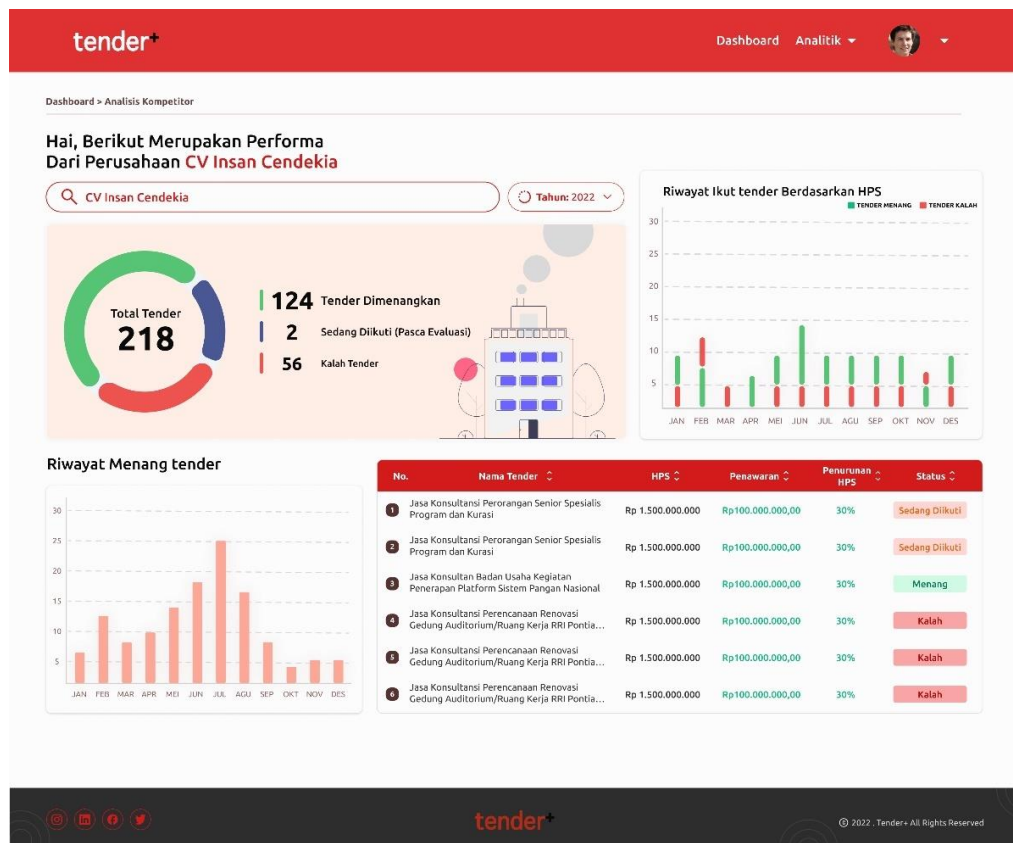 tender+
Dashboard Analitik
Dashboard > Analisis Kompetitor
Hai, Berikut Merupakan Performa
Dari Perusahaan CV Insan Cendekia
CV Insan Cendekia
Tahun: 2022
Total Tender
218
124 Tender Dimenangkan
2 Sedang Diikuti (Pasca Evaluasi)
56 Kalah Tender
Riwayat Ikut tender Berdasarkan HPS
TENDER MENANG TENDER KALAH
30
25
20
15
10
5
JAN FEB MAR APR MEI JUN JUL AGU SEP OKT NOV DES
Riwayat Menang tender
30
25
20
15
10
5
JAN FEB MAR APR MEI JUN JUL AGU SEP OKT NOV DES
No. Nama Tender HPS Penawaran Penurunan HPS Status
1 Jasa Konsultansi Perorangan Senior Spesialis
Program dan Kurasi
Rp 1.500.000.000 Rp100.000.000,00 30% Sedang Diikuti
2 Jasa Konsultansi Perorangan Senior Spesialis
Program dan Kurasi
Rp 1.500.000.000 Rp100.000.000,00 30% Sedang Diikuti
3 Jasa Konsultan Badan Usaha Kegiatan
Penerapan Platform Sistem Pangan Nasional
Rp 1.500.000.000 Rp100.000.000,00 30% Menang
4 Jasa Konsultansi Perencanaan Renovasi
Gedung Auditorium/Ruang Kerja RRI Pontia...
Rp 1.500.000.000 Rp100.000.000,00 30% Kalah
5 Jasa Konsultansi Perencanaan Renovasi
Gedung Auditorium/Ruang Kerja RRI Pontia...
Rp 1.500.000.000 Rp100.000.000,00 30% Kalah
6 Jasa Konsultansi Perencanaan Renovasi
Gedung Auditorium/Ruang Kerja RRI Pontia...
Rp 1.500.000.000 Rp100.000.000,00 30% Kalah
tender+
© 2022 . Tender+ All Rights Reserved